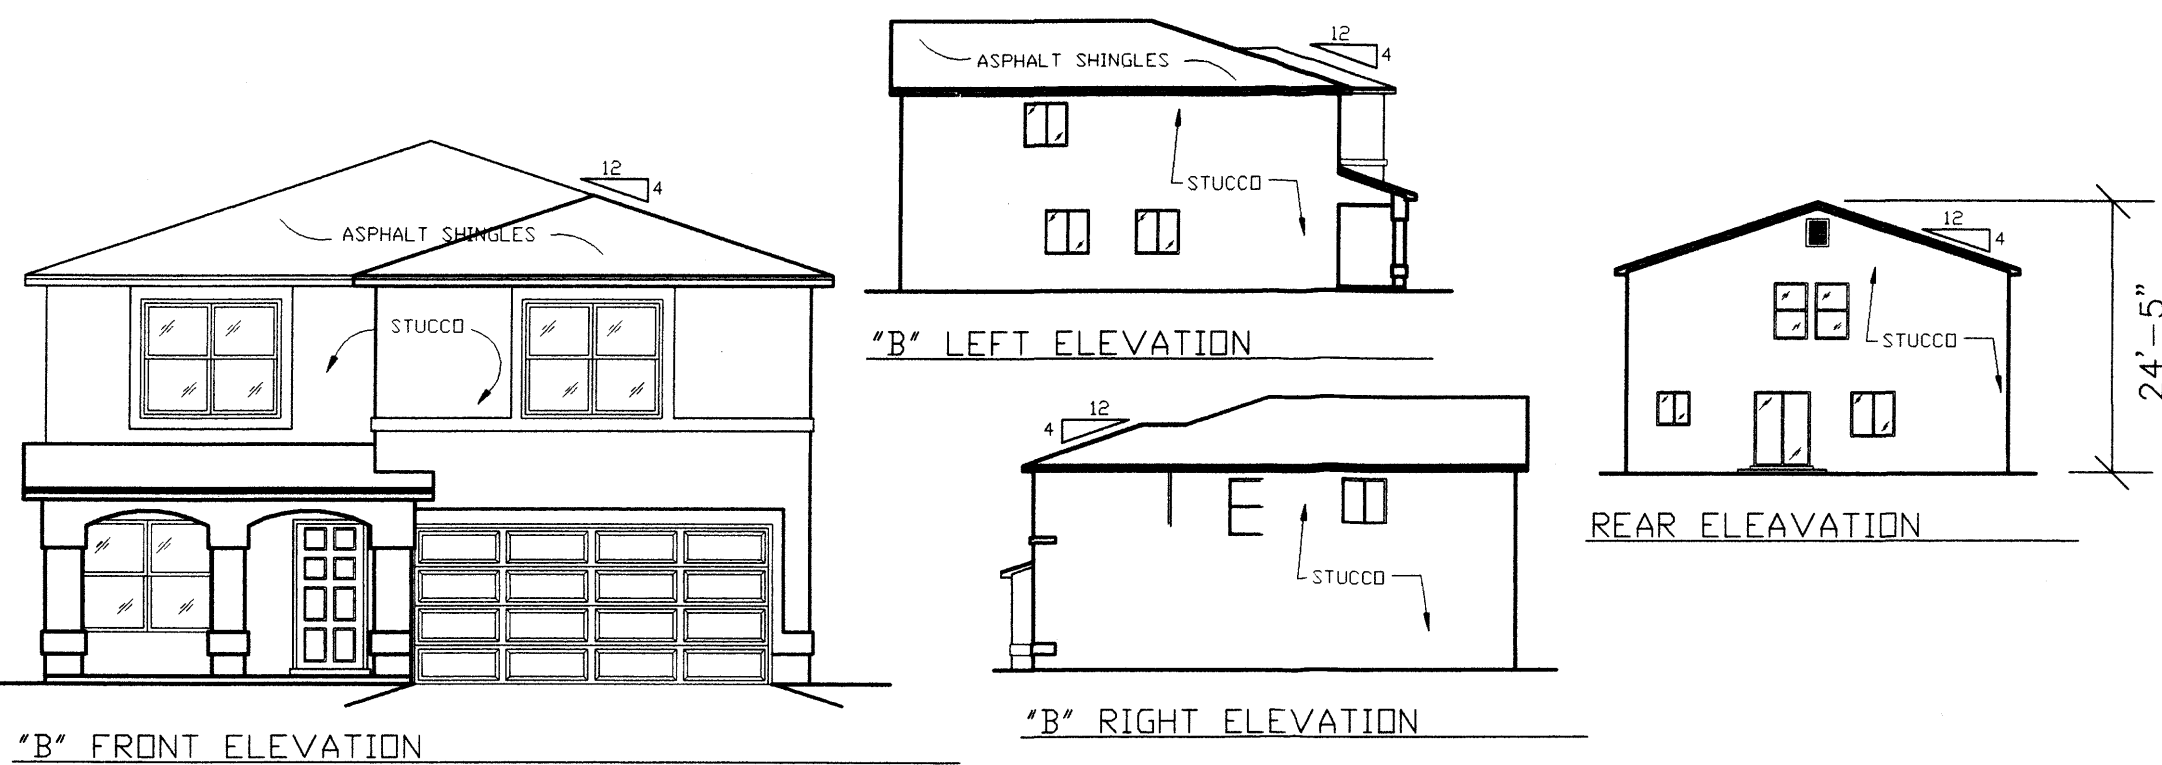 12
4
ASPHALT SHINGLES
STUCCO
"B" FRONT ELEVATION
12
4
ASPHALT SHINGLES
STUCCO
"B" LEFT ELEVATION
12
4
STUCCO
"B" RIGHT ELEVATION
12
4
STUCCO
24'-5"
REAR ELEAVATION